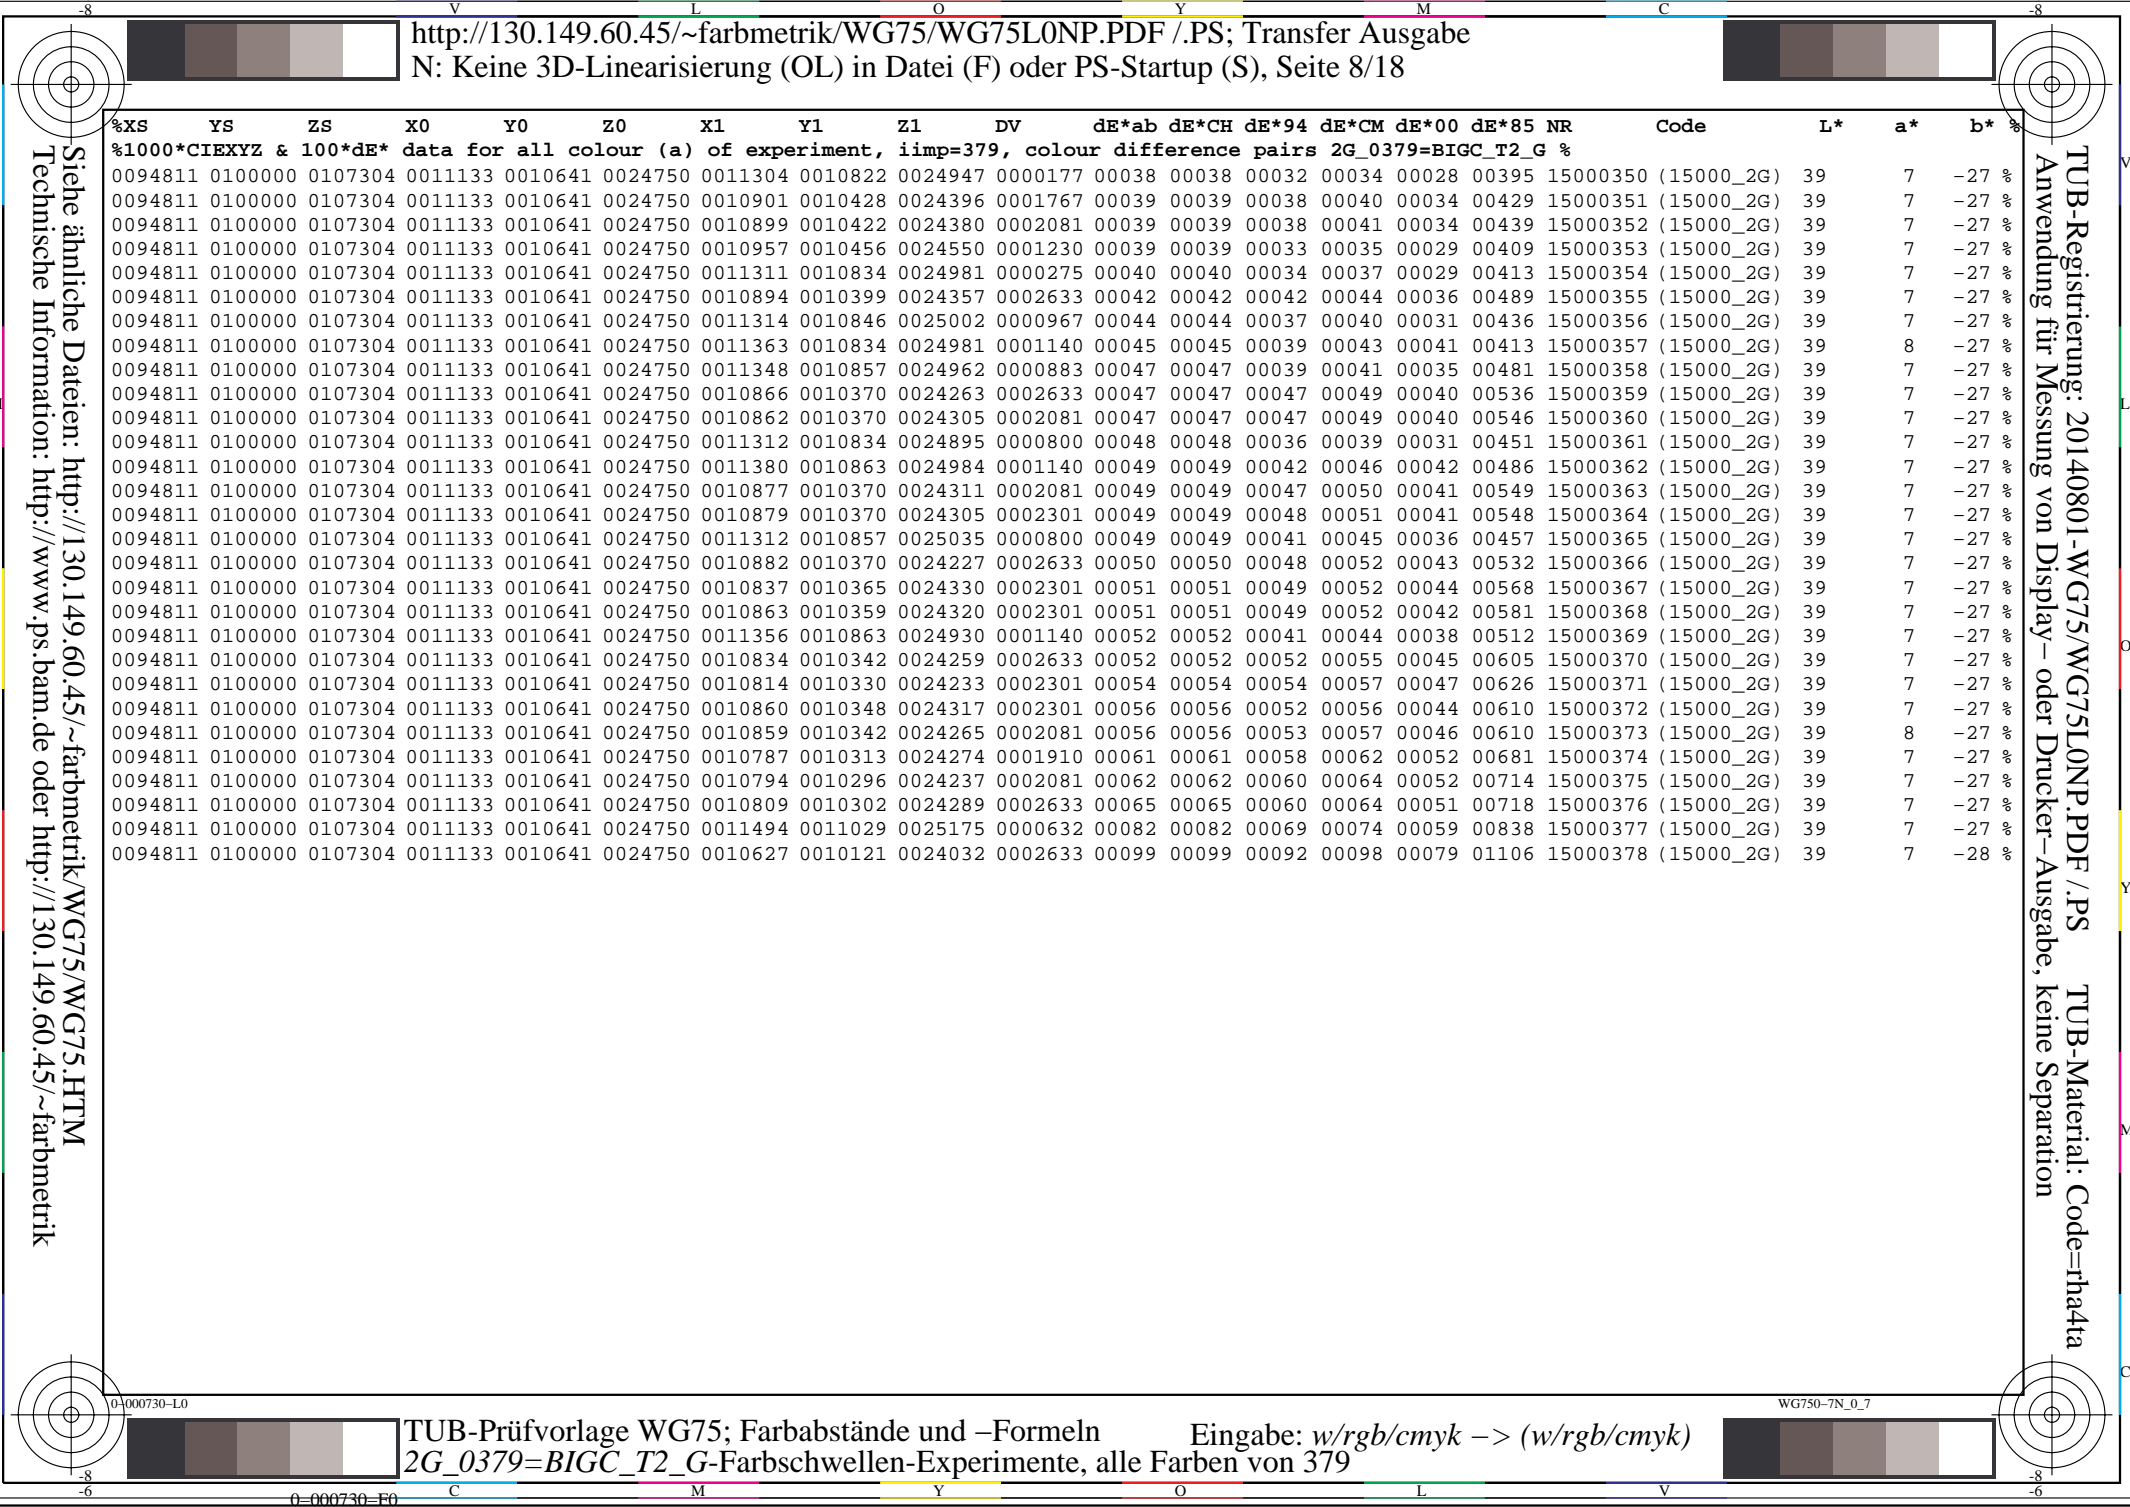 -8 V L O Y M C -8
http://130.149.60.45/~farbmetrik/WG75/WG75L0NP.PDF /.PS; Transfer Ausgabe
N: Keine 3D-Linearisierung (OL) in Datei (F) oder PS-Startup (S), Seite 8/18
%XS YS ZS X0 Y0 Z0 X1 Y1 Z1 DV dE*ab dE*CH dE*94 dE*CM dE*00 dE*85 NR Code L* a* b* %
%1000*CIEXYZ & 100*dE* data for all colour (a) of experiment, iimp=379, colour difference pairs 2G_0379=BIGC_T2_G %
0094811 0100000 0107304 0011133 0010641 0024750 0011304 0010822 0024947 0000177 00038 00038 00032 00034 00028 00395 15000350 (15000_2G) 39 7 −27 %
0094811 0100000 0107304 0011133 0010641 0024750 0010901 0010428 0024396 0001767 00039 00039 00038 00040 00034 00429 15000351 (15000_2G) 39 7 −27 %
0094811 0100000 0107304 0011133 0010641 0024750 0010899 0010422 0024380 0002081 00039 00039 00038 00041 00034 00439 15000352 (15000_2G) 39 7 −27 %
0094811 0100000 0107304 0011133 0010641 0024750 0010957 0010456 0024550 0001230 00039 00039 00033 00035 00029 00409 15000353 (15000_2G) 39 7 −27 %
0094811 0100000 0107304 0011133 0010641 0024750 0011311 0010834 0024981 0000275 00040 00040 00034 00037 00029 00413 15000354 (15000_2G) 39 7 −27 %
0094811 0100000 0107304 0011133 0010641 0024750 0010894 0010399 0024357 0002633 00042 00042 00042 00044 00036 00489 15000355 (15000_2G) 39 7 −27 %
0094811 0100000 0107304 0011133 0010641 0024750 0011314 0010846 0025002 0000967 00044 00044 00037 00040 00031 00436 15000356 (15000_2G) 39 7 −27 %
0094811 0100000 0107304 0011133 0010641 0024750 0011363 0010834 0024981 0001140 00045 00045 00039 00043 00041 00413 15000357 (15000_2G) 39 8 −27 %
0094811 0100000 0107304 0011133 0010641 0024750 0011348 0010857 0024962 0000883 00047 00047 00039 00041 00035 00481 15000358 (15000_2G) 39 7 −27 %
0094811 0100000 0107304 0011133 0010641 0024750 0010866 0010370 0024263 0002633 00047 00047 00047 00049 00040 00536 15000359 (15000_2G) 39 7 −27 %
0094811 0100000 0107304 0011133 0010641 0024750 0010862 0010370 0024305 0002081 00047 00047 00047 00049 00040 00546 15000360 (15000_2G) 39 7 −27 %
0094811 0100000 0107304 0011133 0010641 0024750 0011312 0010834 0024895 0000800 00048 00048 00036 00039 00031 00451 15000361 (15000_2G) 39 7 −27 %
0094811 0100000 0107304 0011133 0010641 0024750 0011380 0010863 0024984 0001140 00049 00049 00042 00046 00042 00486 15000362 (15000_2G) 39 7 −27 %
0094811 0100000 0107304 0011133 0010641 0024750 0010877 0010370 0024311 0002081 00049 00049 00047 00050 00041 00549 15000363 (15000_2G) 39 7 −27 %
0094811 0100000 0107304 0011133 0010641 0024750 0010879 0010370 0024305 0002301 00049 00049 00048 00051 00041 00548 15000364 (15000_2G) 39 7 −27 %
0094811 0100000 0107304 0011133 0010641 0024750 0011312 0010857 0025035 0000800 00049 00049 00041 00045 00036 00457 15000365 (15000_2G) 39 7 −27 %
0094811 0100000 0107304 0011133 0010641 0024750 0010882 0010370 0024227 0002633 00050 00050 00048 00052 00043 00532 15000366 (15000_2G) 39 7 −27 %
0094811 0100000 0107304 0011133 0010641 0024750 0010837 0010365 0024330 0002301 00051 00051 00049 00052 00044 00568 15000367 (15000_2G) 39 7 −27 %
0094811 0100000 0107304 0011133 0010641 0024750 0010863 0010359 0024320 0002301 00051 00051 00049 00052 00042 00581 15000368 (15000_2G) 39 7 −27 %
0094811 0100000 0107304 0011133 0010641 0024750 0011356 0010863 0024930 0001140 00052 00052 00041 00044 00038 00512 15000369 (15000_2G) 39 7 −27 %
0094811 0100000 0107304 0011133 0010641 0024750 0010834 0010342 0024259 0002633 00052 00052 00052 00055 00045 00605 15000370 (15000_2G) 39 7 −27 %
0094811 0100000 0107304 0011133 0010641 0024750 0010814 0010330 0024233 0002301 00054 00054 00054 00057 00047 00626 15000371 (15000_2G) 39 7 −27 %
0094811 0100000 0107304 0011133 0010641 0024750 0010860 0010348 0024317 0002301 00056 00056 00052 00056 00044 00610 15000372 (15000_2G) 39 7 −27 %
0094811 0100000 0107304 0011133 0010641 0024750 0010859 0010342 0024265 0002081 00056 00056 00053 00057 00046 00610 15000373 (15000_2G) 39 8 −27 %
0094811 0100000 0107304 0011133 0010641 0024750 0010787 0010313 0024274 0001910 00061 00061 00058 00062 00052 00681 15000374 (15000_2G) 39 7 −27 %
0094811 0100000 0107304 0011133 0010641 0024750 0010794 0010296 0024237 0002081 00062 00062 00060 00064 00052 00714 15000375 (15000_2G) 39 7 −27 %
0094811 0100000 0107304 0011133 0010641 0024750 0010809 0010302 0024289 0002633 00065 00065 00060 00064 00051 00718 15000376 (15000_2G) 39 7 −27 %
0094811 0100000 0107304 0011133 0010641 0024750 0011494 0011029 0025175 0000632 00082 00082 00069 00074 00059 00838 15000377 (15000_2G) 39 7 −27 %
0094811 0100000 0107304 0011133 0010641 0024750 0010627 0010121 0024032 0002633 00099 00099 00092 00098 00079 01106 15000378 (15000_2G) 39 7 −28 %
Siehe ähnliche Dateien: http://130.149.60.45/~farbmetrik/WG75/WG75.HTM
Technische Information: http://www.ps.bam.de oder http://130.149.60.45/~farbmetrik
TUB-Registrierung: 20140801-WG75/WG75L0NP.PDF /.PS TUB-Material: Code=rha4ta
Anwendung für Messung von Display− oder Drucker−Ausgabe, keine Separation
V
L
O
Y
M
C
0−000730−L0 WG750−7N_0_7
TUB-Prüfvorlage WG75; Farbabstände und −Formeln Eingabe: w/rgb/cmyk −> (w/rgb/cmyk)
2G_0379=BIGC_T2_G-Farbschwellen-Experimente, alle Farben von 379
-8 -8
-6 0−000730−F0 C M Y O L V -6